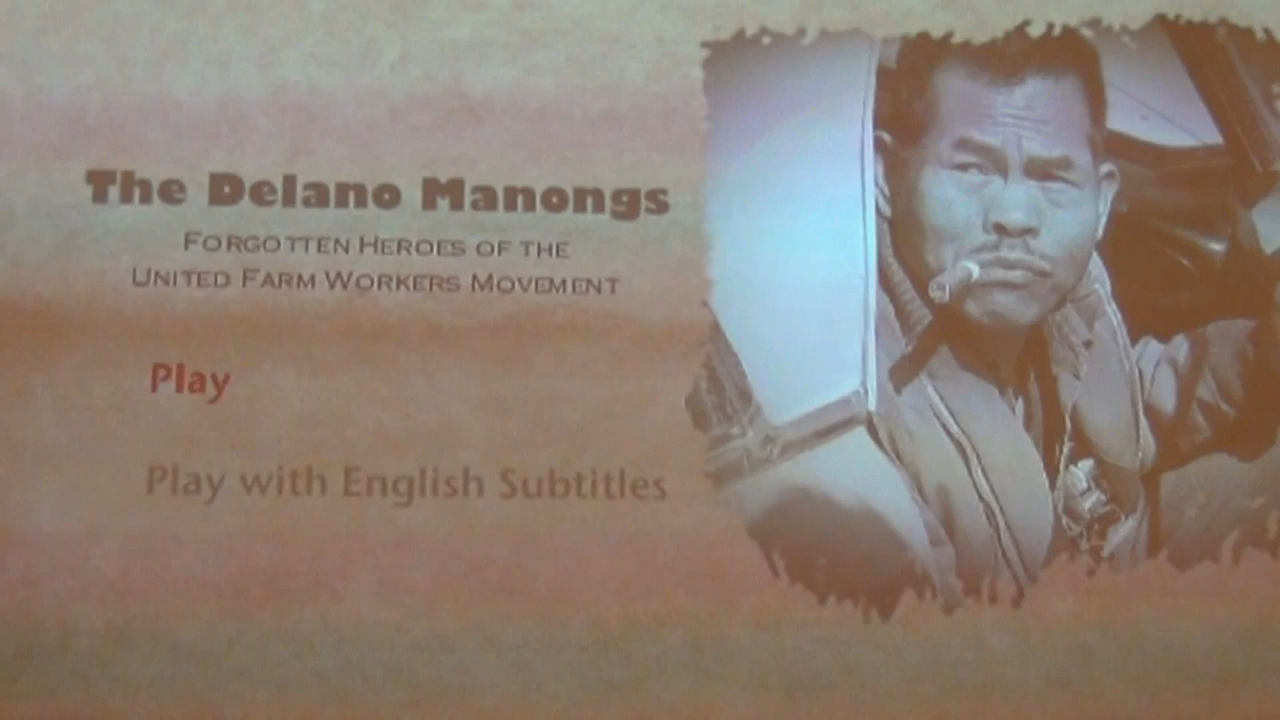 The Delano Manongs
Forgotten Heroes of the
United Farm Workers Movement
Play
Play with English Subtitles